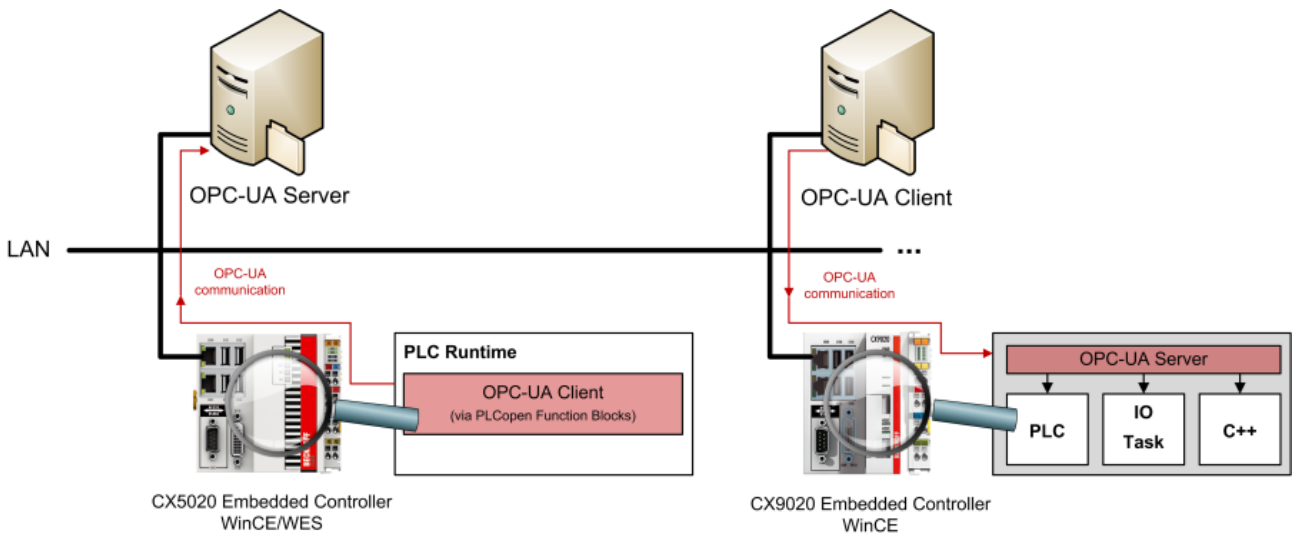 OPC-UA Server
OPC-UA Client
LAN
...
OPC-UA
communication
OPC-UA
communication
PLC Runtime
OPC-UA Client
(via PLCopen Function Blocks)
CX9020
OPC-UA Server
PLC
IO
Task
C++
CX5020 Embedded Controller
WinCE/WES
CX9020 Embedded Controller
WinCE